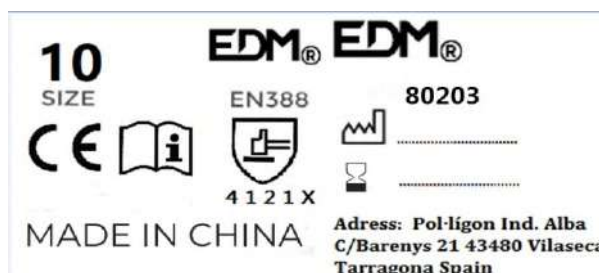 10
SIZE
EDM®
EDM®
EN388
80203
CE
i
4121X
MADE IN CHINA
Adress: Pol·lígon Ind. Alba
C/Barenys 21 43480 Vilaseca
Tarragona Spain